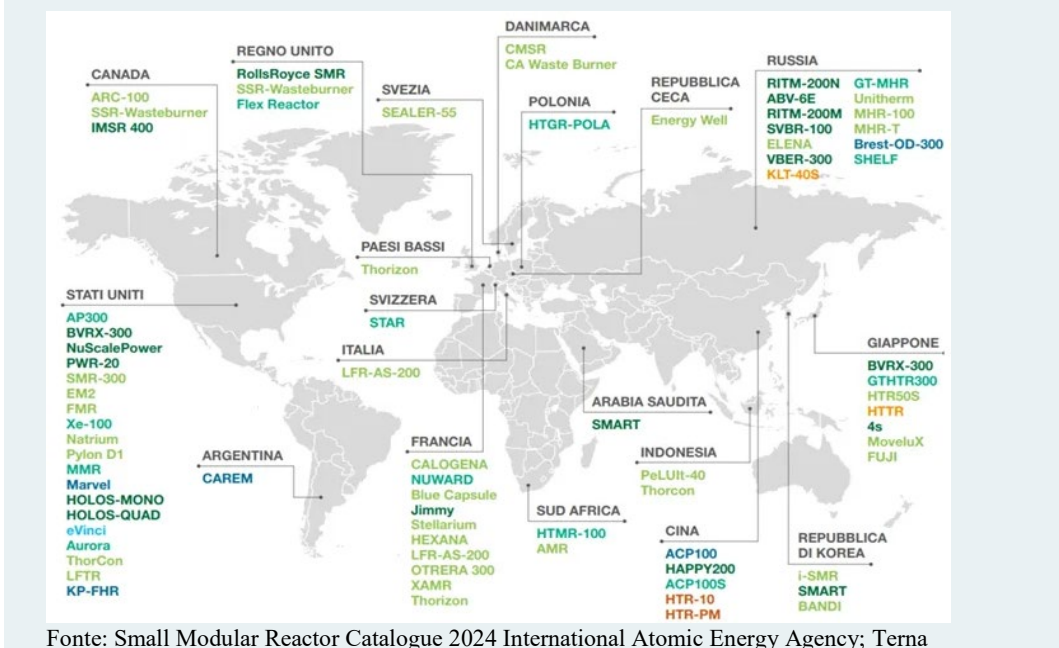 DANIMARCA
CMSR
CA Waste Burner
REGNO UNITO
RollsRoyce SMR
SSR-Wasteburner
Flex Reactor
CANADA
ARC-100
SSR-Wasteburner
IMSR 400
SVEZIA
SEALER-55
POLONIA
HTGR-POLA
REPUBBLICA
CECA
Energy Well
RUSSIA
RITM-200N
ABV-6E
RITM-200M
SVBR-100
ELENA
VBER-300
KLT-40S
GT-MHR
Unitherm
MHR-100
MHR-T
Brest-OD-300
SHELF
PAESI BASSI
Thorizon
SVIZZERA
STAR
ITALIA
LFR-AS-200
STATI UNITI
AP300
BVRX-300
NuScalePower
PWR-20
SMR-300
EM2
FMR
Xe-100
Natrium
Pylon D1
MMR
Marvel
HOLOS-MONO
HOLOS-QUAD
eVinci
Aurora
ThorCon
LFTR
KP-FHR
ARGENTINA
CAREM
FRANCIA
CALOGENA
NUWARD
Blue Capsule
Jimmy
Stellarium
HEXANA
LFR-AS-200
OTRERA 300
XAMR
Thorizon
SUD AFRICA
HTMR-100
AMR
ARABIA SAUDITA
SMART
INDONESIA
PeLUIt-40
Thorcon
CINA
ACP100
HAPPY200
ACP100S
HTR-10
HTR-PM
REPUBBLICA
DI KOREA
i-SMR
SMART
BANDI
GIAPPONE
BVRX-300
GTHTR300
HTR50S
HTTR
4s
MoveluX
FUJI
Fonte: Small Modular Reactor Catalogue 2024 International Atomic Energy Agency; Terna